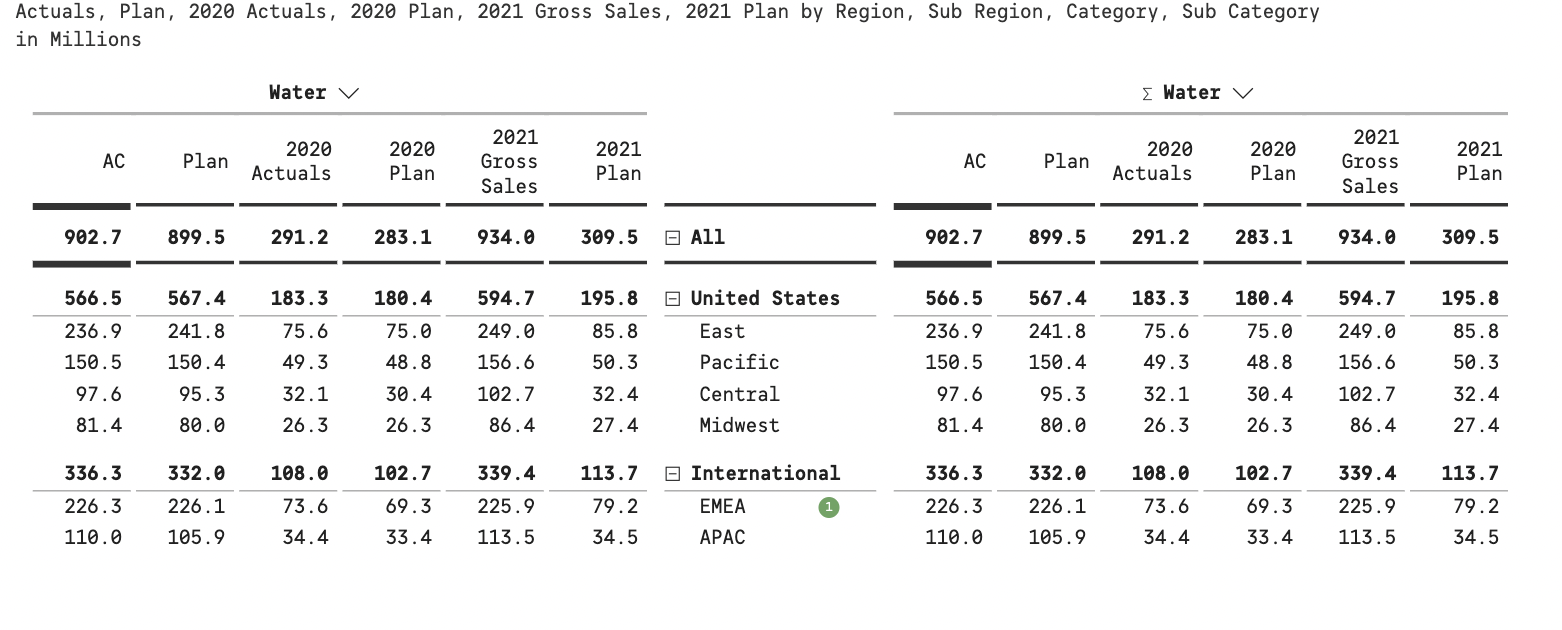 Actuals, Plan, 2020 Actuals, 2020 Plan, 2021 Gross Sales, 2021 Plan by Region, Sub Region, Category, Sub Category
in Millions
Water Σ Water
AC Plan 2020 Actuals 2020 Plan 2021 Gross Sales 2021 Plan AC Plan 2020 Actuals 2020 Plan 2021 Gross Sales 2021 Plan
902.7 899.5 291.2 283.1 934.0 309.5 All 902.7 899.5 291.2 283.1 934.0 309.5
566.5 567.4 183.3 180.4 594.7 195.8 United States 566.5 567.4 183.3 180.4 594.7 195.8
236.9 241.8 75.6 75.0 249.0 85.8 East 236.9 241.8 75.6 75.0 249.0 85.8
150.5 150.4 49.3 48.8 156.6 50.3 Pacific 150.5 150.4 49.3 48.8 156.6 50.3
97.6 95.3 32.1 30.4 102.7 32.4 Central 97.6 95.3 32.1 30.4 102.7 32.4
81.4 80.0 26.3 26.3 86.4 27.4 Midwest 81.4 80.0 26.3 26.3 86.4 27.4
336.3 332.0 108.0 102.7 339.4 113.7 International 336.3 332.0 108.0 102.7 339.4 113.7
226.3 226.1 73.6 69.3 225.9 79.2 EMEA 1 226.3 226.1 73.6 69.3 225.9 79.2
110.0 105.9 34.4 33.4 113.5 34.5 APAC 110.0 105.9 34.4 33.4 113.5 34.5